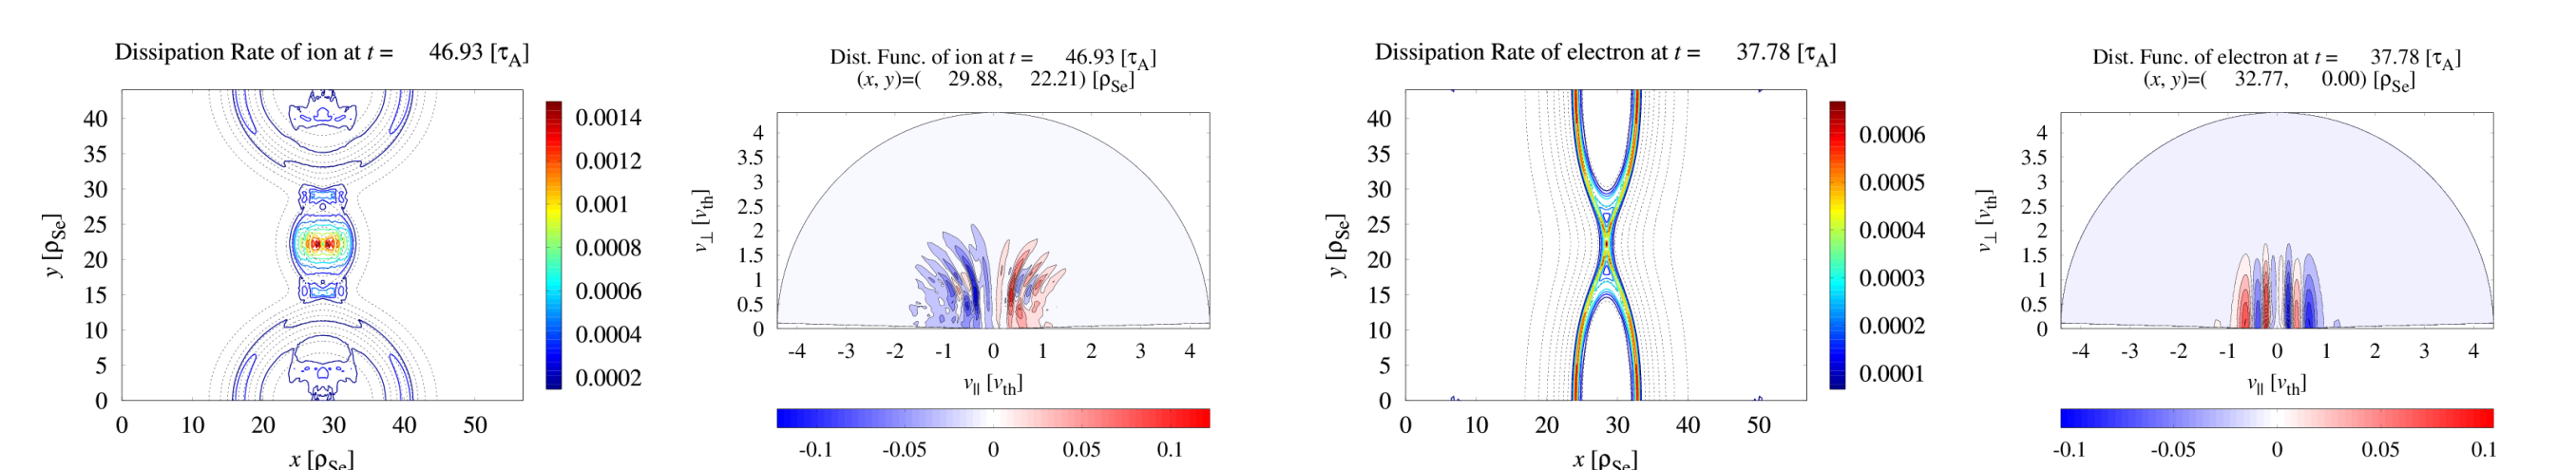 Dissipation Rate of ion at t = 46.93 [τA]
y [ρSe]
40
35
30
25
20
15
10
5
0
0 10 20 30 40 50
x [ρSe]
0.0014
0.0012
0.001
0.0008
0.0006
0.0004
0.0002
Dist. Func. of ion at t = 46.93 [τA]
(x, y)=( 29.88, 22.21) [ρSe]
v⊥ [vth]
4
3.5
3
2.5
2
1.5
1
0.5
0
-4 -3 -2 -1 0 1 2 3 4
v|| [vth]
-0.1 -0.05 0 0.05 0.1
Dissipation Rate of electron at t = 37.78 [τA]
y [ρSe]
40
35
30
25
20
15
10
5
0
0 10 20 30 40 50
x [ρSe]
0.0006
0.0005
0.0004
0.0003
0.0002
0.0001
Dist. Func. of electron at t = 37.78 [τA]
(x, y)=( 32.77, 0.00) [ρSe]
v⊥ [vth]
4
3.5
3
2.5
2
1.5
1
0.5
0
-4 -3 -2 -1 0 1 2 3 4
v|| [vth]
-0.1 -0.05 0 0.05 0.1